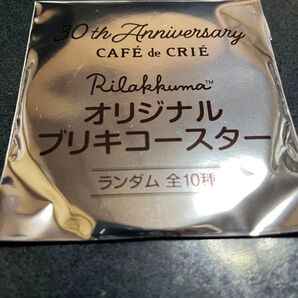 30th Anniversary
CAFÉ de CRIÉ
Rilakkuma™
オリジナル
ブリキコースター
ランダム 全10種